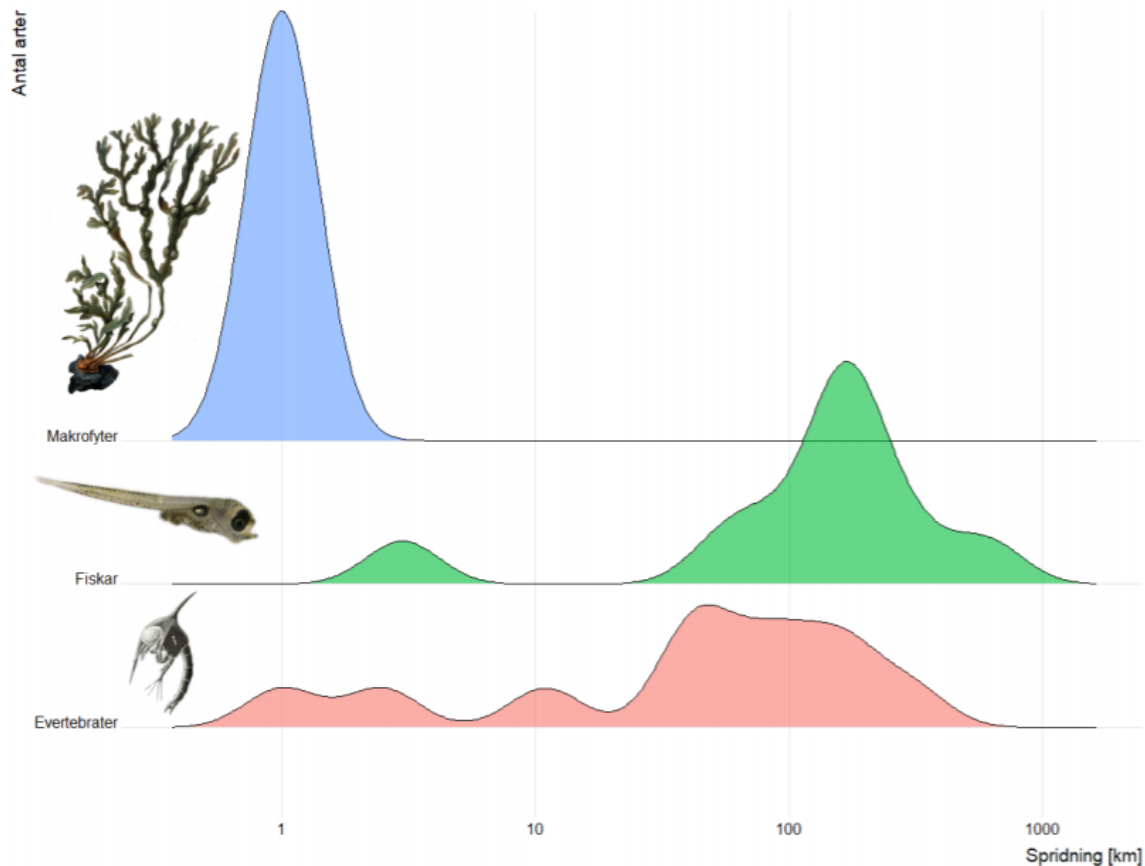 Antal arter
Makrofyter
Fiskar
Evertebrater
1 10 100 1000
Spridning [km]